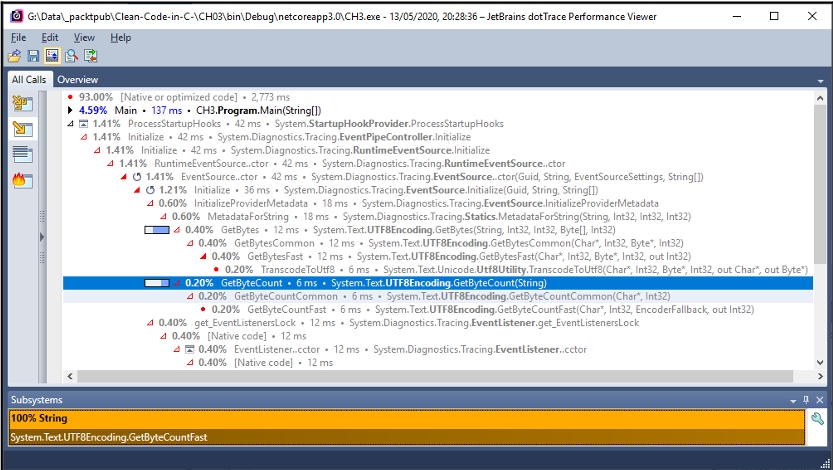 G:\Data\_packtpub\Clean-Code-in-C-\CH03\bin\Debug\netcoreapp3.0\CH3.exe - 13/05/2020, 20:28:36 – JetBrains dotTrace Performance Viewer
File Edit View Help
All Calls Overview
93.00% [Native or optimized code] • 2,773 ms
4.59% Main • 137 ms • CH3.Program.Main(String[])
1.41% ProcessStartupHooks • 42 ms • System.StartupHookProvider.ProcessStartupHooks
1.41% Initialize • 42 ms • System.Diagnostics.Tracing.EventPipeController.Initialize
1.41% Initialize • 42 ms • System.Diagnostics.Tracing.RuntimeEventSource.Initialize
1.41% RuntimeEventSource..ctor • 42 ms • System.Diagnostics.Tracing.RuntimeEventSource..ctor
1.41% EventSource..ctor • 42 ms • System.Diagnostics.Tracing.EventSource..ctor(Guid, String, EventSourceSettings, String[])
1.21% Initialize • 36 ms • System.Diagnostics.Tracing.EventSource.Initialize(Guid, String, String[])
0.60% InitializeProviderMetadata • 18 ms • System.Diagnostics.Tracing.EventSource.InitializeProviderMetadata
0.60% MetadataForString • 18 ms • System.Diagnostics.Tracing.Statics.MetadataForString(String, Int32, Int32, Int32)
0.40% GetBytes • 12 ms • System.Text.UTF8Encoding.GetBytes(String, Int32, Int32, Byte[], Int32)
0.40% GetBytesCommon • 12 ms • System.Text.UTF8Encoding.GetBytesCommon(Char*, Int32, Byte*, Int32)
0.40% GetBytesFast • 12 ms • System.Text.UTF8Encoding.GetBytesFast(Char*, Int32, Byte*, Int32, out Int32)
0.20% TranscodeToUtf8 • 6 ms • System.Text.Unicode.Utf8Utility.TranscodeToUtf8(Char*, Int32, Byte*, Int32, out Char*, out Byte*)
0.20% GetByteCount • 6 ms • System.Text.UTF8Encoding.GetByteCount(String)
0.20% GetByteCountCommon • 6 ms • System.Text.UTF8Encoding.GetByteCountCommon(Char*, Int32)
0.20% GetByteCountFast • 6 ms • System.Text.UTF8Encoding.GetByteCountFast(Char*, Int32, EncoderFallback, out Int32)
0.40% get_EventListenersLock • 12 ms • System.Diagnostics.Tracing.EventListener.get_EventListenersLock
0.40% [Native code] • 12 ms
0.40% EventListener..cctor • 12 ms • System.Diagnostics.Tracing.EventListener..cctor
0.40% [Native code] • 12 ms
Subsystems
100% String
System.Text.UTF8Encoding.GetByteCountFast